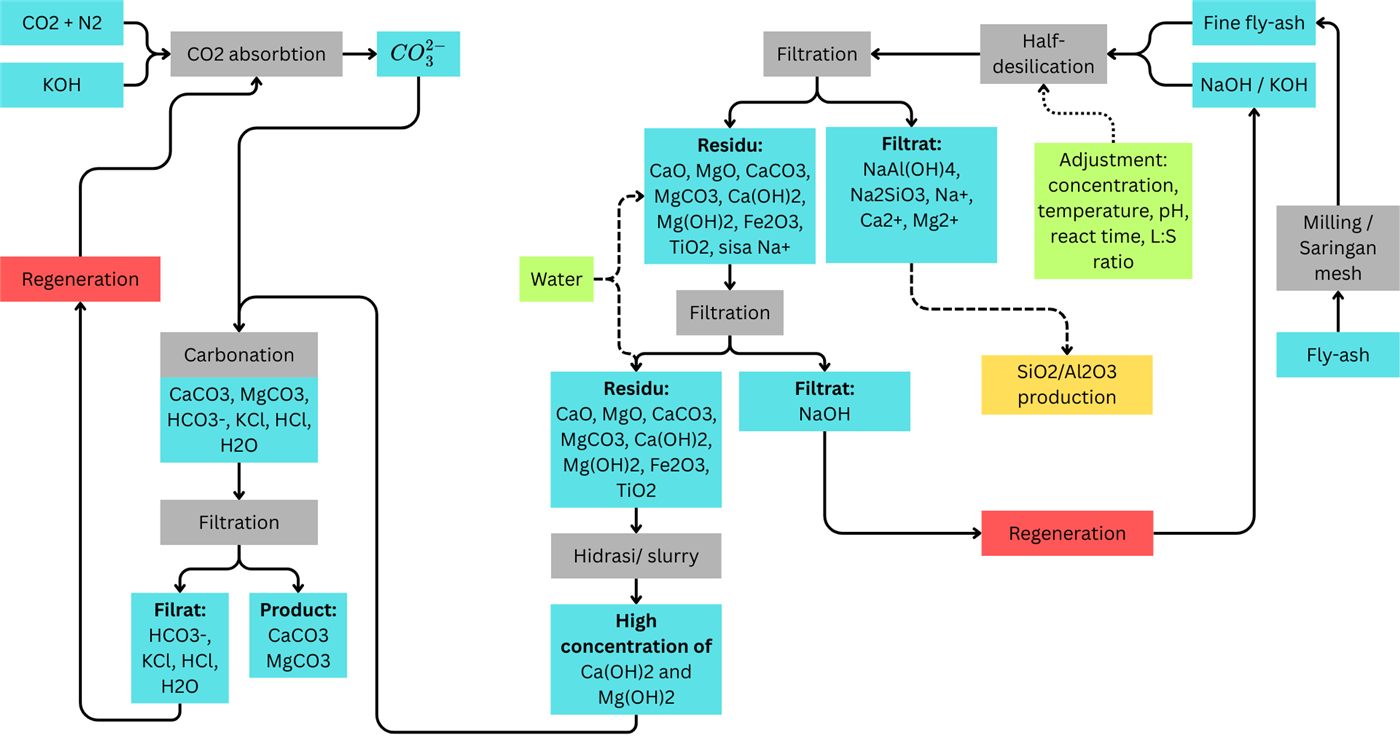 CO2 + N2
KOH
CO2 absorbtion
CO₃²⁻
Regeneration
Carbonation
CaCO3, MgCO3,
HCO3-, KCl, HCl,
H2O
Filtration
Filrat:
HCO3-,
KCl, HCl,
H2O
Product:
CaCO3
MgCO3
Filtration
Half-
desilication
Fine fly-ash
NaOH / KOH
Residu:
CaO, MgO, CaCO3,
MgCO3, Ca(OH)2,
Mg(OH)2, Fe2O3,
TiO2, sisa Na+
Filtrat:
NaAl(OH)4,
Na2SiO3, Na+,
Ca2+, Mg2+
Adjustment:
concentration,
temperature, pH,
react time, L:S
ratio
Milling /
Saringan
mesh
Fly-ash
Water
Filtration
SiO2/Al2O3
production
Residu:
CaO, MgO, CaCO3,
MgCO3, Ca(OH)2,
Mg(OH)2, Fe2O3,
TiO2
Filtrat:
NaOH
Regeneration
Hidrasi/ slurry
High
concentration of
Ca(OH)2 and
Mg(OH)2